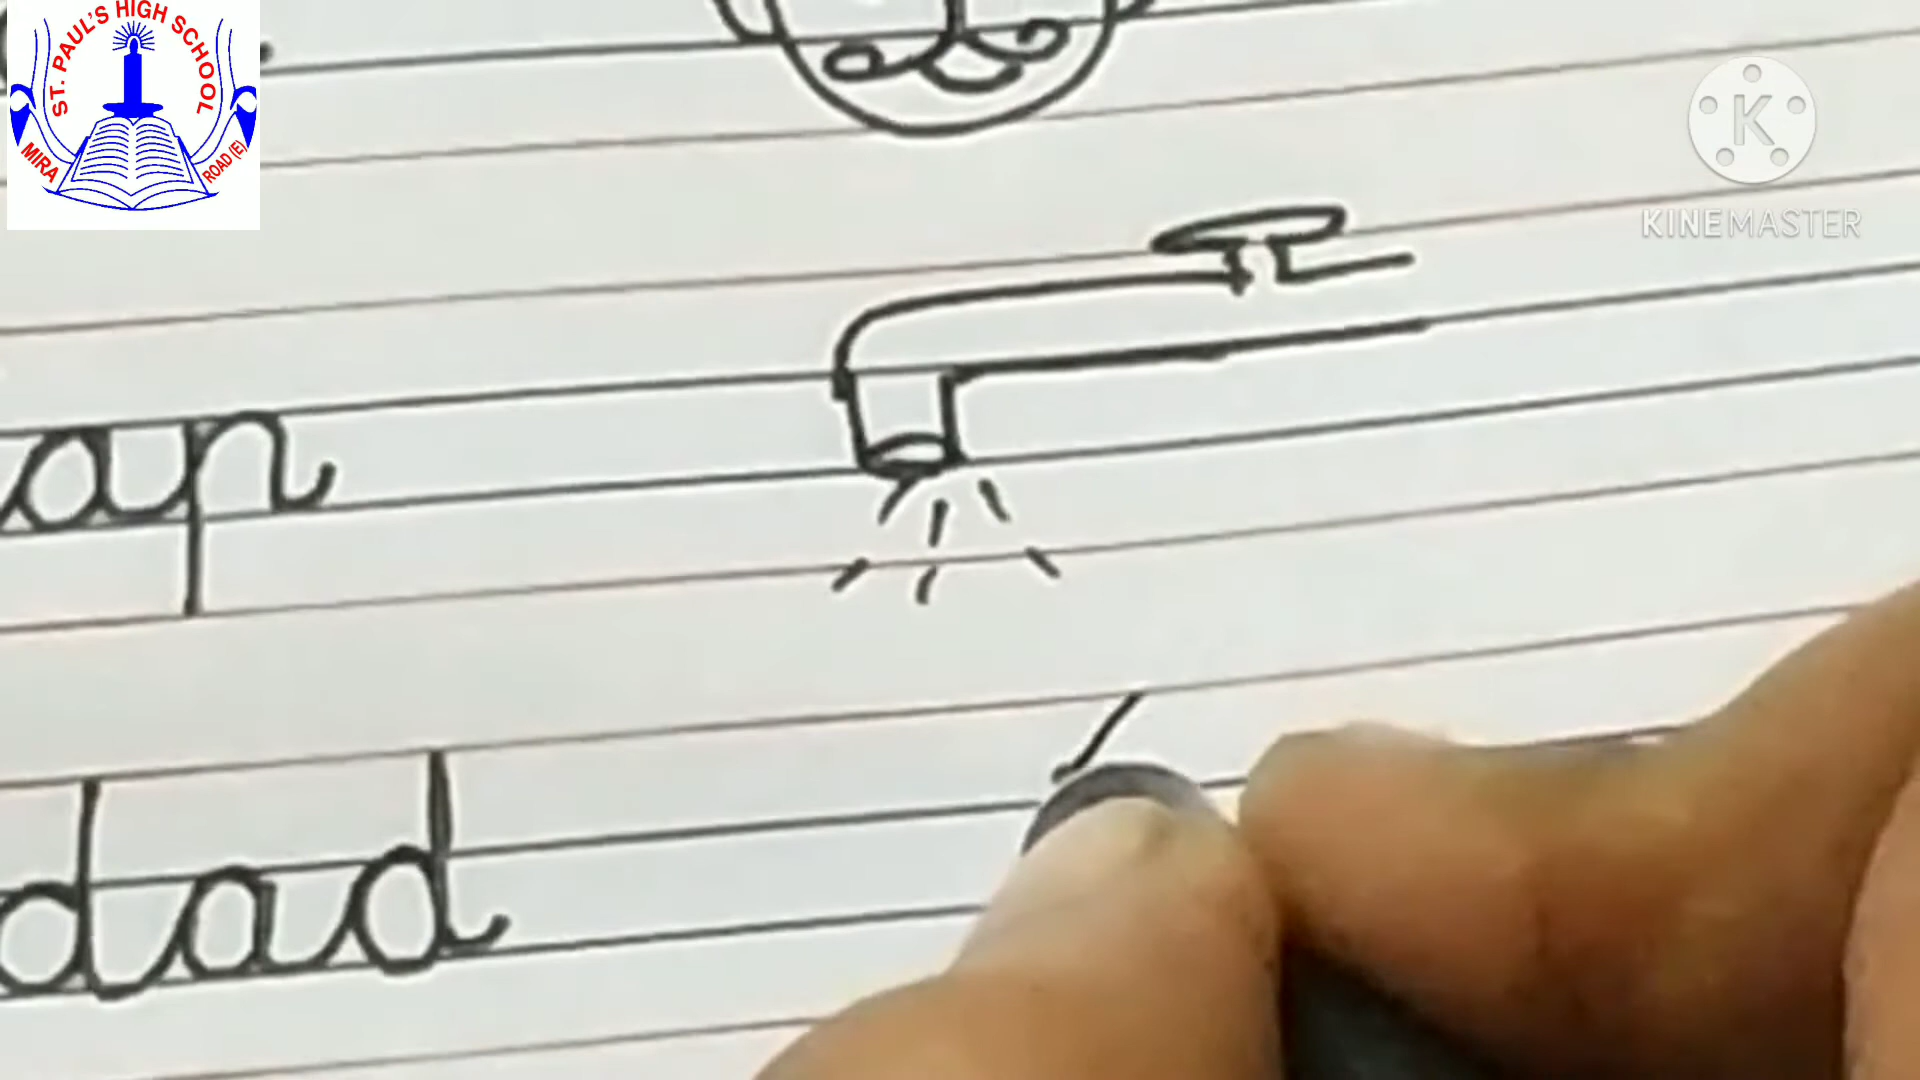 ST. PAUL'S HIGH SCHOOL
MIRA ROAD (E)
K
KINEMASTER
ap
dad